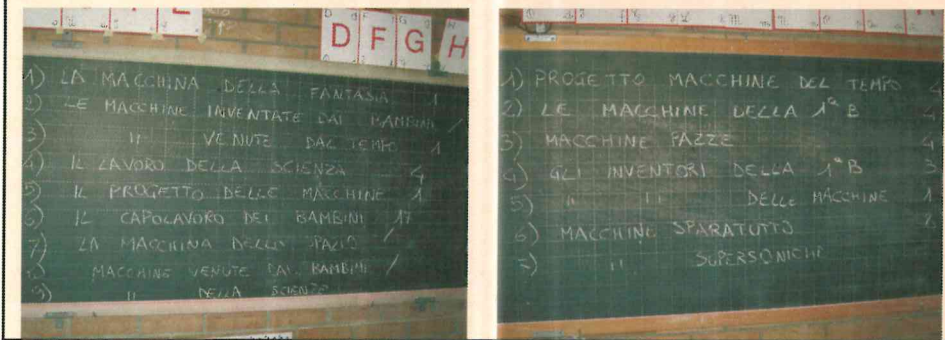 D F G H
1) LA MACCHINA DELLA FANTASIA 1
2) LE MACCHINE INVENTATE DAI BAMBINI /
3) " VENUTE DAL TEMPO 1
4) IL LAVORO DELLA SCIENZA 4
5) IL PROGETTO DELLE MACCHINE 1
6) IL CAPOLAVORO DEI BAMBINI 17
7) LA MACCHINA DELLO SPAZIO /
MACCHINE VENUTE DAI BAMBINI /
9) " DELLA SCIENZA
1) PROGETTO MACCHINE DEL TEMPO 4
2) LE MACCHINE DELLA 1ª B
3) MACCHINE PAZZE 4
4) GLI INVENTORI DELLA 1ª B 3
5) " " DELLE MACCHINE 1
6) MACCHINE SPARATUTTO
7) " SUPERSONICHE